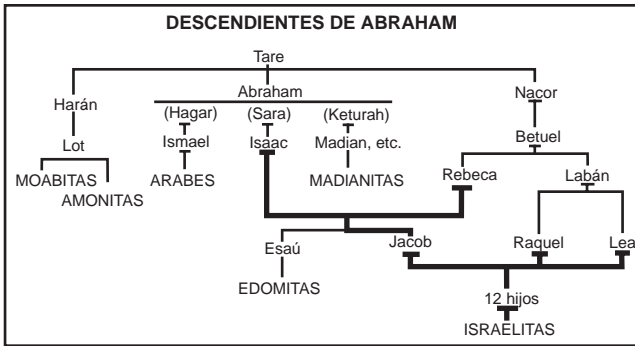 DESCENDIENTES DE ABRAHAM
Tare
Harán
Abraham
Nacor
(Hagar) (Sara) (Keturah)
Lot
Ismael Isaac Madian, etc.
Betuel
MOABITAS
AMONITAS
ARABES
MADIANITAS
Rebeca
Labán
Esaú
Jacob
Raquel
Lea
EDOMITAS
12 hijos
ISRAELITAS